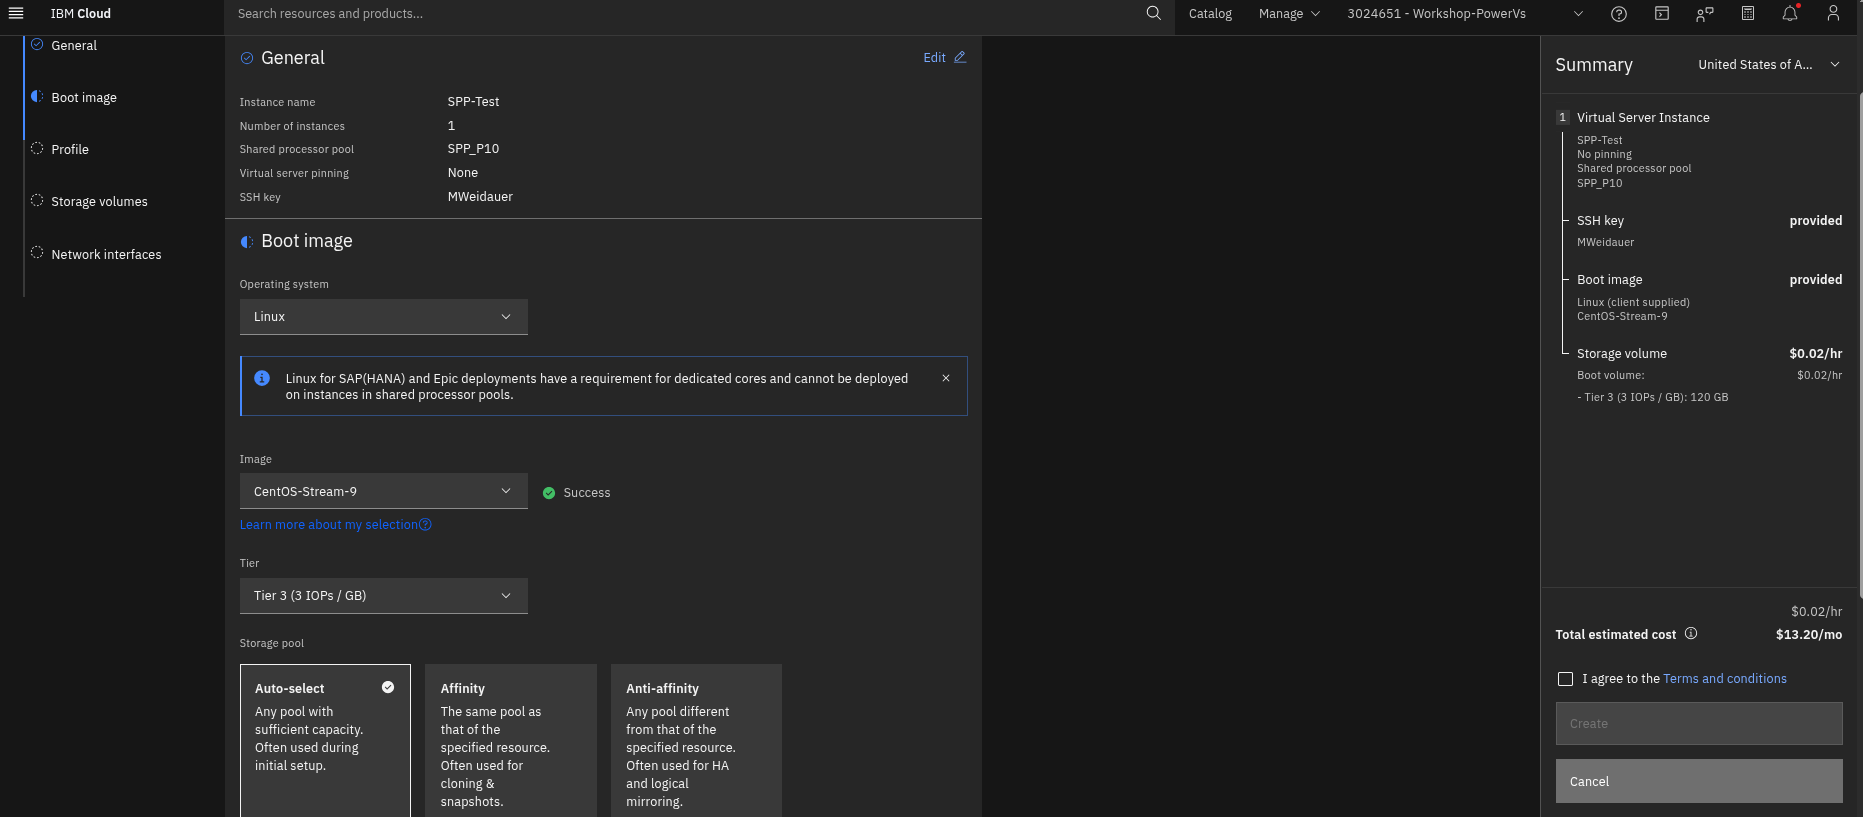 IBM Cloud
Search resources and products...
Catalog
Manage
3024651 - Workshop-PowerVs
General
Boot image
Profile
Storage volumes
Network interfaces
General
Edit
Instance name SPP-Test
Number of instances 1
Shared processor pool SPP_P10
Virtual server pinning None
SSH key MWeidauer
Boot image
Operating system
Linux
Linux for SAP(HANA) and Epic deployments have a requirement for dedicated cores and cannot be deployed
on instances in shared processor pools.
Image
CentOS-Stream-9
Success
Learn more about my selection
Tier
Tier 3 (3 IOPs / GB)
Storage pool
Auto-select
Any pool with
sufficient capacity.
Often used during
initial setup.
Affinity
The same pool as
that of the
specified resource.
Often used for
cloning &
snapshots.
Anti-affinity
Any pool different
from that of the
specified resource.
Often used for HA
and logical
mirroring.
Summary
United States of A...
1 Virtual Server Instance
SPP-Test
No pinning
Shared processor pool
SPP_P10
SSH key provided
MWeidauer
Boot image provided
Linux (client supplied)
CentOS-Stream-9
Storage volume $0.02/hr
Boot volume: $0.02/hr
- Tier 3 (3 IOPs / GB): 120 GB
$0.02/hr
Total estimated cost $13.20/mo
I agree to the Terms and conditions
Create
Cancel